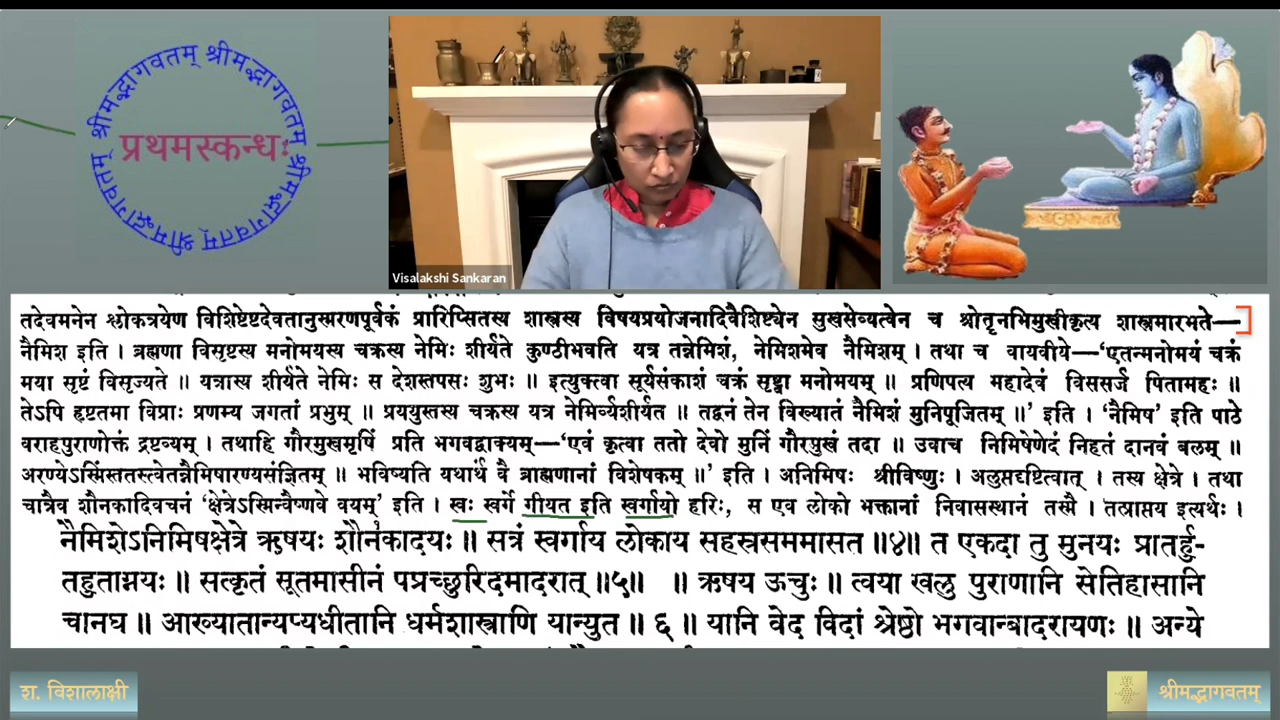 श्रीमद्भागवतम् श्रीमद्भागवतम् श्रीमद्भागवतम् श्रीमद्भागवतम् श्रीमद्भागवतम्
प्रथमस्कन्धः
Visalakshi Sankaran
तदेवमनेन श्लोकत्रयेण विशिष्टेष्टदेवतानुस्मरणपूर्वकं प्रारिप्सितस्य शास्त्रस्य विषयप्रयोजनादिवैशिष्ट्येन सुखसेव्यत्वेन च श्रोतॄनभिमुखीकृत्य शास्त्रमारभते—
नैमिश इति । ब्रह्मणा विसृष्टस्य मनोमयस्य चक्रस्य नेमिः शीर्यते कुण्ठीभवति यत्र तन्नेमिशं, नेमिशमेव नैमिशम् । तथा च वायवीये—'एतन्मनोमयं चक्रं
मया सृष्टं विसृज्यते ॥ यत्रास्य शीर्यते नेमिः स देशस्तपसः शुभः ॥ इत्युक्त्वा सूर्यसंकाशं चक्रं सृष्ट्वा मनोमयम् ॥ प्रणिपत्य महादेवं विससर्ज पितामहः ॥
तेऽपि हृष्टतमा विप्राः प्रणम्य जगतां प्रभुम् ॥ प्रययुस्तस्य चक्रस्य यत्र नेमिर्व्यशीर्यत ॥ तद्वनं तेन विख्यातं नैमिशं मुनिपूजितम् ॥' इति । 'नैमिष' इति पाठे
वराहपुराणोक्तं द्रष्टव्यम् । तथाहि गौरमुखमृषिं प्रति भगवद्वाक्यम्—'एवं कृत्वा ततो देवो मुनिं गौरमुखं तदा ॥ उवाच निमिषेणेदं निहतं दानवं बलम् ॥
अरण्येऽस्मिंस्ततस्त्वेतन्नैमिषारण्यसंज्ञितम् ॥ भविष्यति यथार्थं वै ब्राह्मणानां विशेषकम् ॥' इति । अनिमिषः श्रीविष्णुः । अलुप्तदृष्टित्वात् । तस्य क्षेत्रे । तथा
चात्रैव शौनकादिवचनं 'क्षेत्रेऽस्मिन्वैष्णवे वयम्' इति । स्वः स्वर्गे गीयत इति स्वर्गायो हरिः, स एव लोको भक्तानां निवासस्थानं तस्मै । तत्प्राप्तय इत्यर्थः ।
नैमिशेऽनिमिषक्षेत्रे ऋषयः शौनकादयः ॥ सत्रं स्वर्गाय लोकाय सहस्रसममासत ॥४॥ त एकदा तु मुनयः प्रातर्हु-
तहुताग्नयः ॥ सत्कृतं सूतमासीनं पप्रच्छुरिदमादरात् ॥५॥ ॥ ऋषय ऊचुः ॥ त्वया खलु पुराणानि सेतिहासानि
चानघ ॥ आख्यातान्यप्यधीतानि धर्मशास्त्राणि यान्युत ॥ ६ ॥ यानि वेद विदां श्रेष्ठो भगवान्बादरायणः ॥ अन्ये
श. विशालाक्षी
श्रीमद्भागवतम्